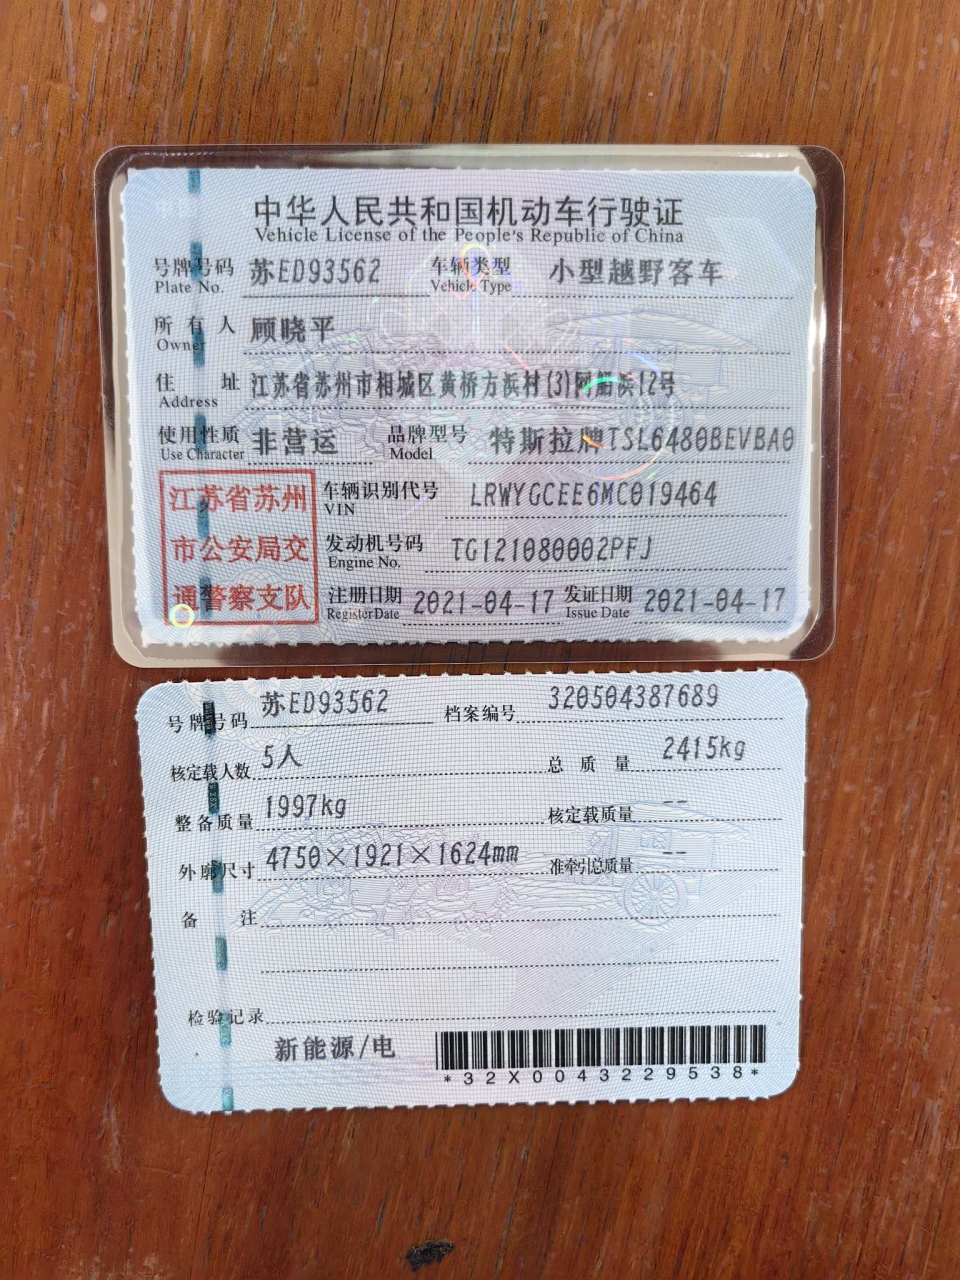 中华人民共和国机动车行驶证
Vehicle License of the People's Republic of China
号牌号码 苏ED93562 车辆类型 小型越野客车
Plate No. Vehicle Type
所有人 顾晓平
Owner
住址 江苏省苏州市相城区黄桥方浜村(3)网船浜12号
Address
使用性质 非营运 品牌型号 特斯拉牌TSL6480BEVBA0
Use Character Model
江苏省苏州
市公安局交
通警察支队
车辆识别代号 LRWYGCEE6MC019464
VIN
发动机号码 TG121080002PFJ
Engine No.
注册日期 2021-04-17 发证日期 2021-04-17
Register Date Issue Date
号牌号码 苏ED93562 档案编号 320504387689
核定载人数 5人 总质量 2415kg
整备质量 1997kg 核定载质量 --
外廓尺寸 4750×1921×1624mm 准牵引总质量 --
备注
检验记录
新能源/电
*32X0043229538*